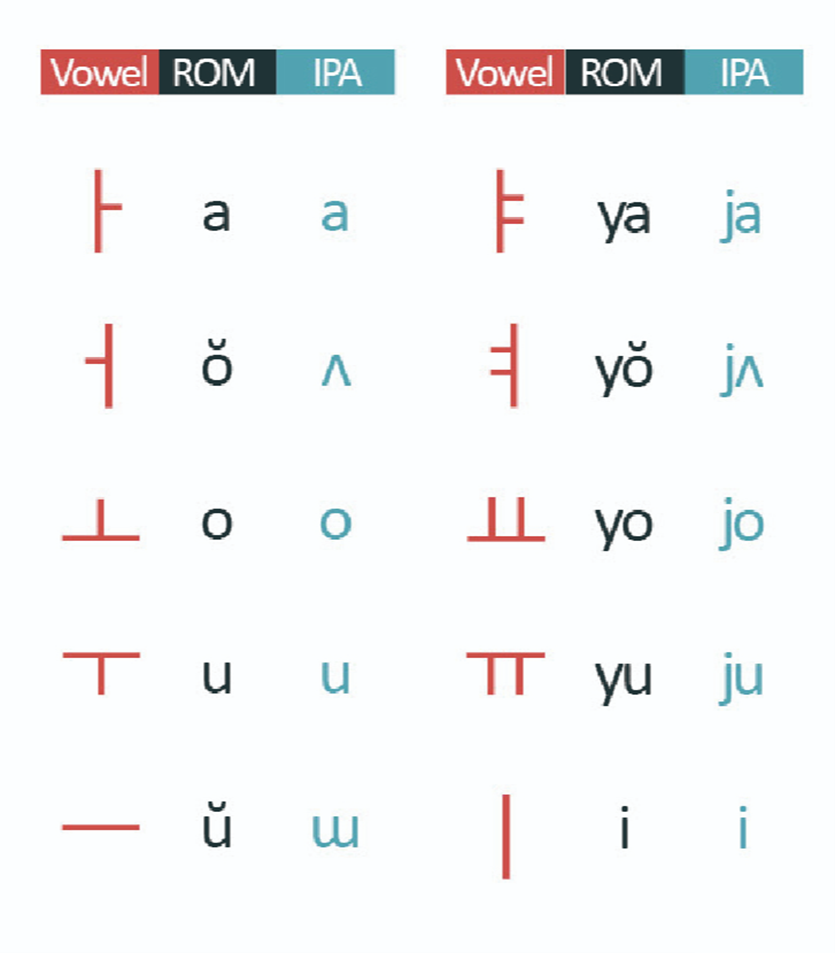 Vowel ROM IPA Vowel ROM IPA
ㅏ a a ㅑ ya ja
ㅓ ŏ ʌ ㅕ yŏ jʌ
ㅗ o o ㅛ yo jo
ㅜ u u ㅠ yu ju
ㅡ ŭ ɯ ㅣ i i